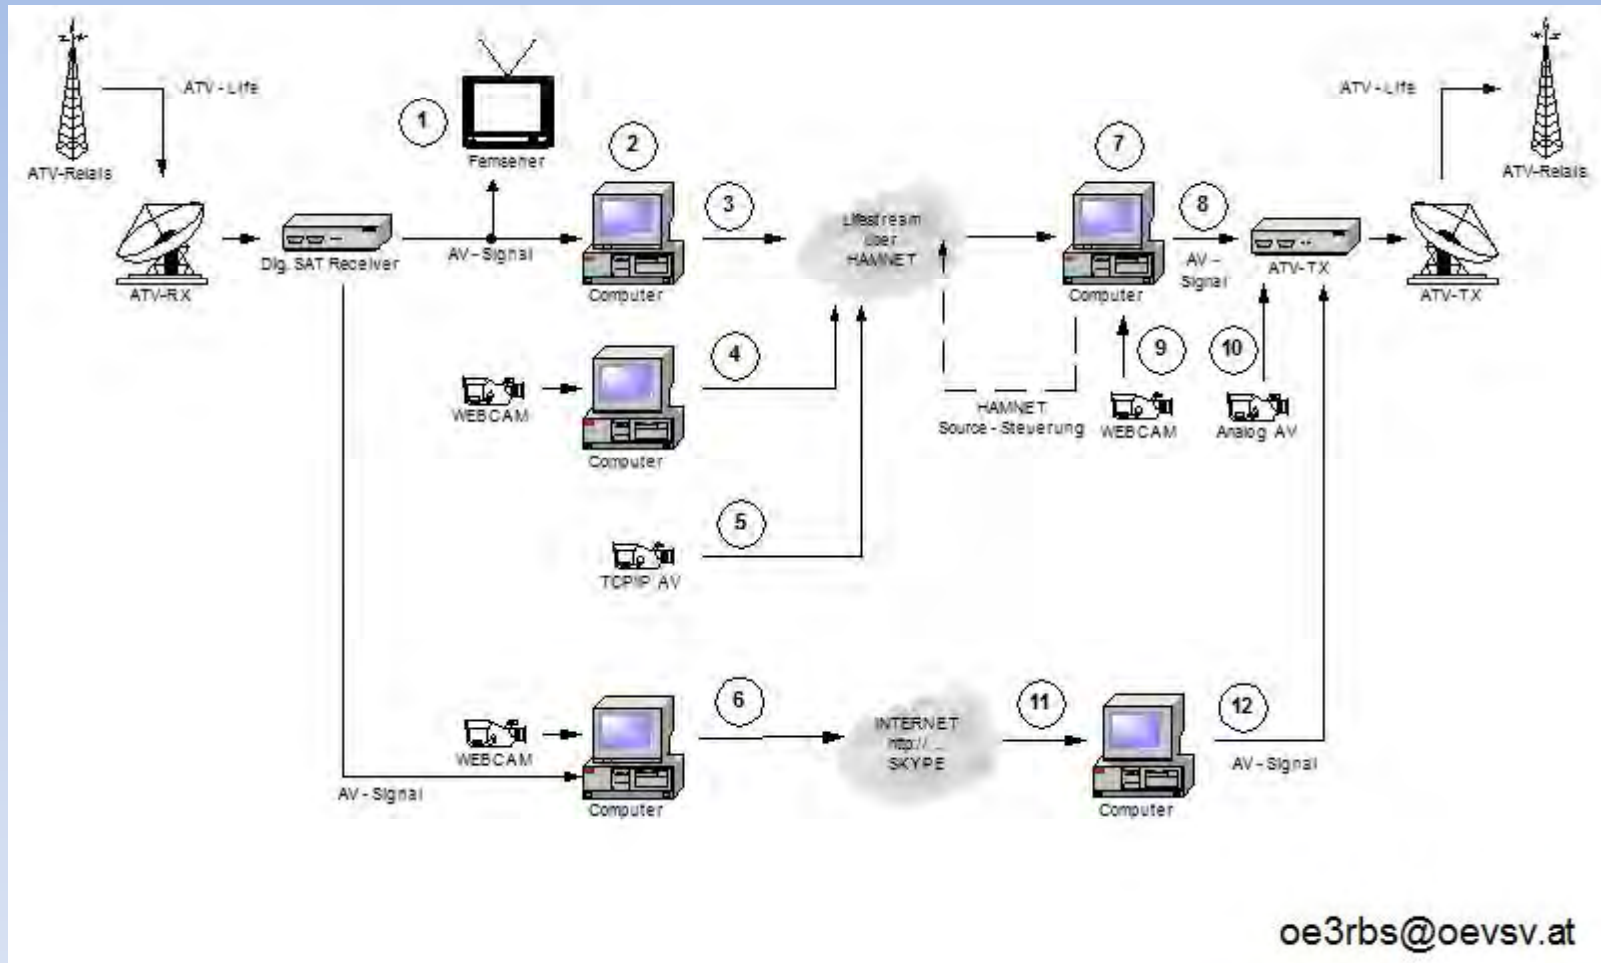 ATV-Life
ATV-Relais
ATV-RX
Dig. SAT Receiver
1
Fernseher
AV-Signal
2
Computer
3
Lifestream
über
HAMNET
7
Computer
8
AV-
Signal
ATV-TX
ATV-TX
ATV-Life
ATV-Relais
WEBCAM
Computer
4
HAMNET
Source-Steuerung
9
WEBCAM
10
Analog AV
TCP/IP AV
5
WEBCAM
AV-Signal
Computer
6
INTERNET
http:// ...
SKYPE
11
Computer
12
AV-Signal
oe3rbs@oevsv.at